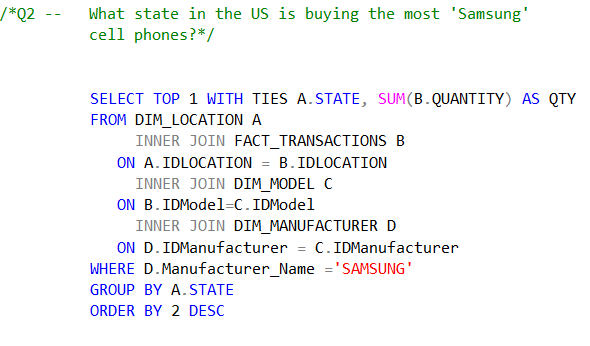 /*Q2 -- What state in the US is buying the most 'Samsung'
cell phones?*/
SELECT TOP 1 WITH TIES A.STATE, SUM(B.QUANTITY) AS QTY
FROM DIM_LOCATION A
INNER JOIN FACT_TRANSACTIONS B
ON A.IDLOCATION = B.IDLOCATION
INNER JOIN DIM_MODEL C
ON B.IDModel=C.IDModel
INNER JOIN DIM_MANUFACTURER D
ON D.IDManufacturer = C.IDManufacturer
WHERE D.Manufacturer_Name ='SAMSUNG'
GROUP BY A.STATE
ORDER BY 2 DESC